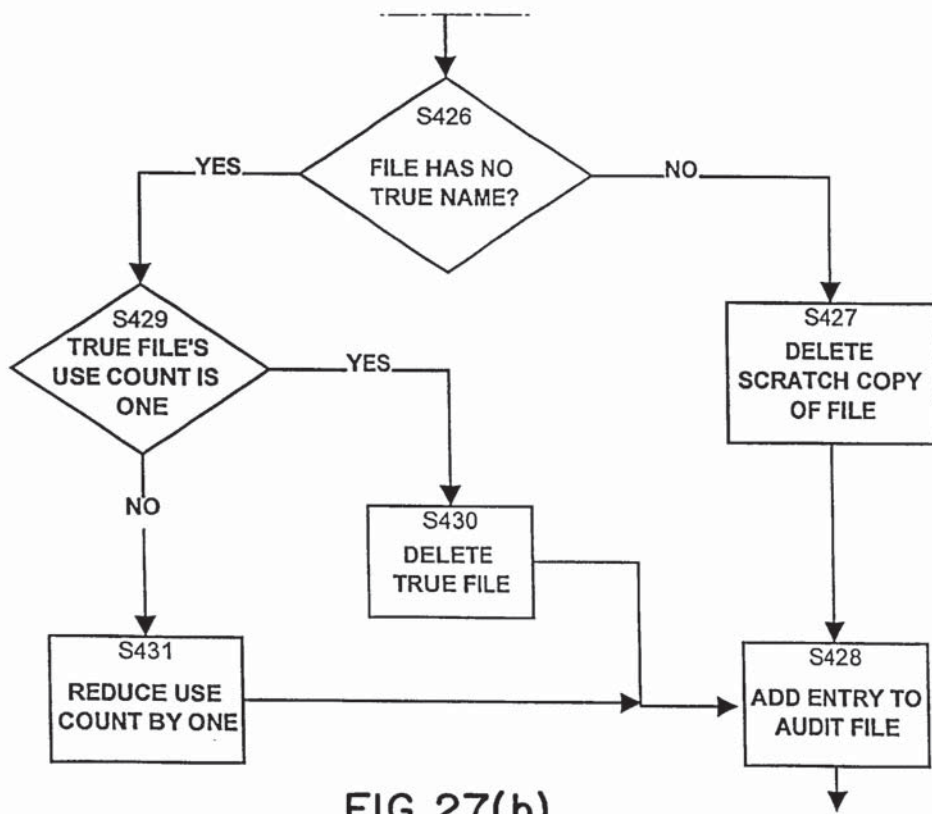 S426
FILE HAS NO
TRUE NAME?
YES
NO
S429
TRUE FILE'S
USE COUNT IS
ONE
YES
NO
S427
DELETE
SCRATCH COPY
OF FILE
S430
DELETE
TRUE FILE
S431
REDUCE USE
COUNT BY ONE
S428
ADD ENTRY TO
AUDIT FILE
FIG. 27(b)